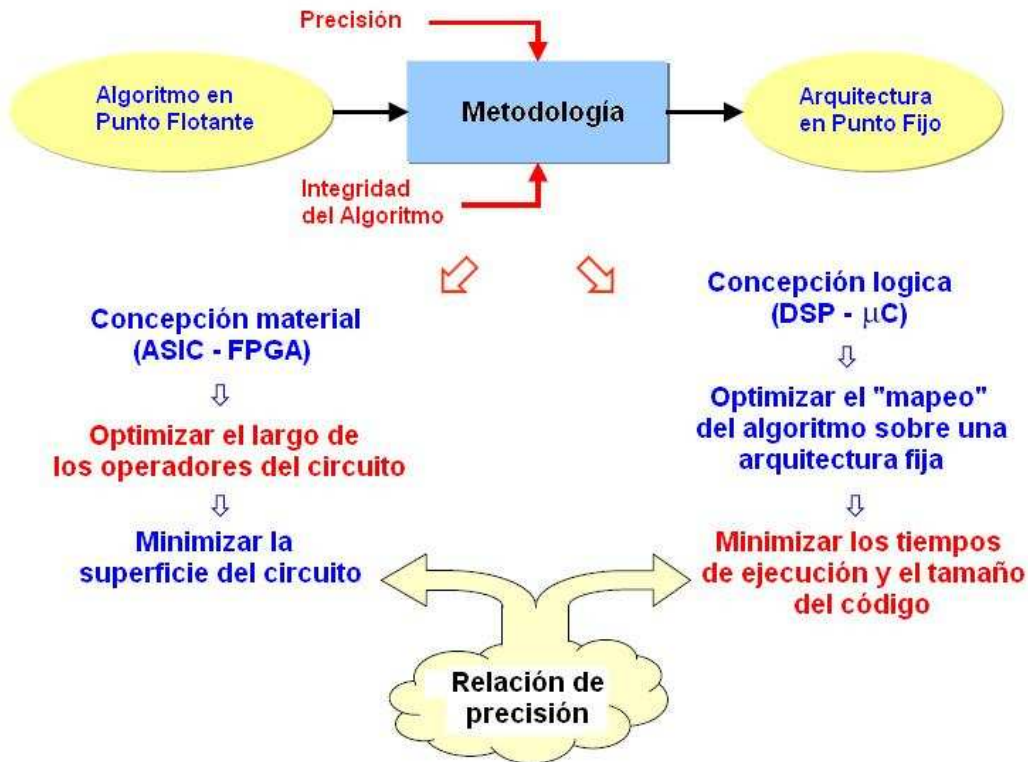 Precisión
Algoritmo en
Punto Flotante
Metodología
Arquitectura
en Punto Fijo
Integridad
del Algoritmo
Concepción material
(ASIC - FPGA)
Optimizar el largo de
los operadores del circuito
Minimizar la
superficie del circuito
Concepción logica
(DSP - µC)
Optimizar el "mapeo"
del algoritmo sobre una
arquitectura fija
Minimizar los tiempos
de ejecución y el tamaño
del código
Relación de
precisión